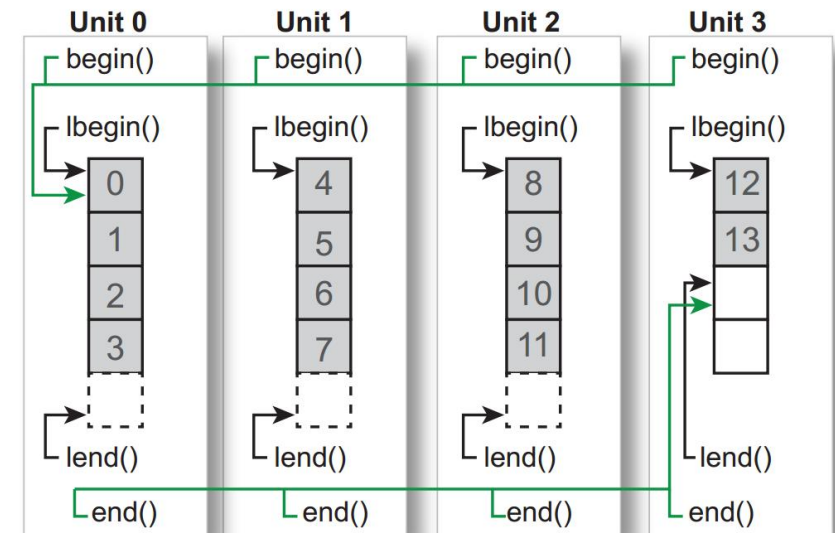 Unit 0 Unit 1 Unit 2 Unit 3
begin() begin() begin() begin()
lbegin() lbegin() lbegin() lbegin()
0 4 8 12
1 5 9 13
2 6 10
3 7 11
lend() lend() lend() lend()
end() end() end() end()